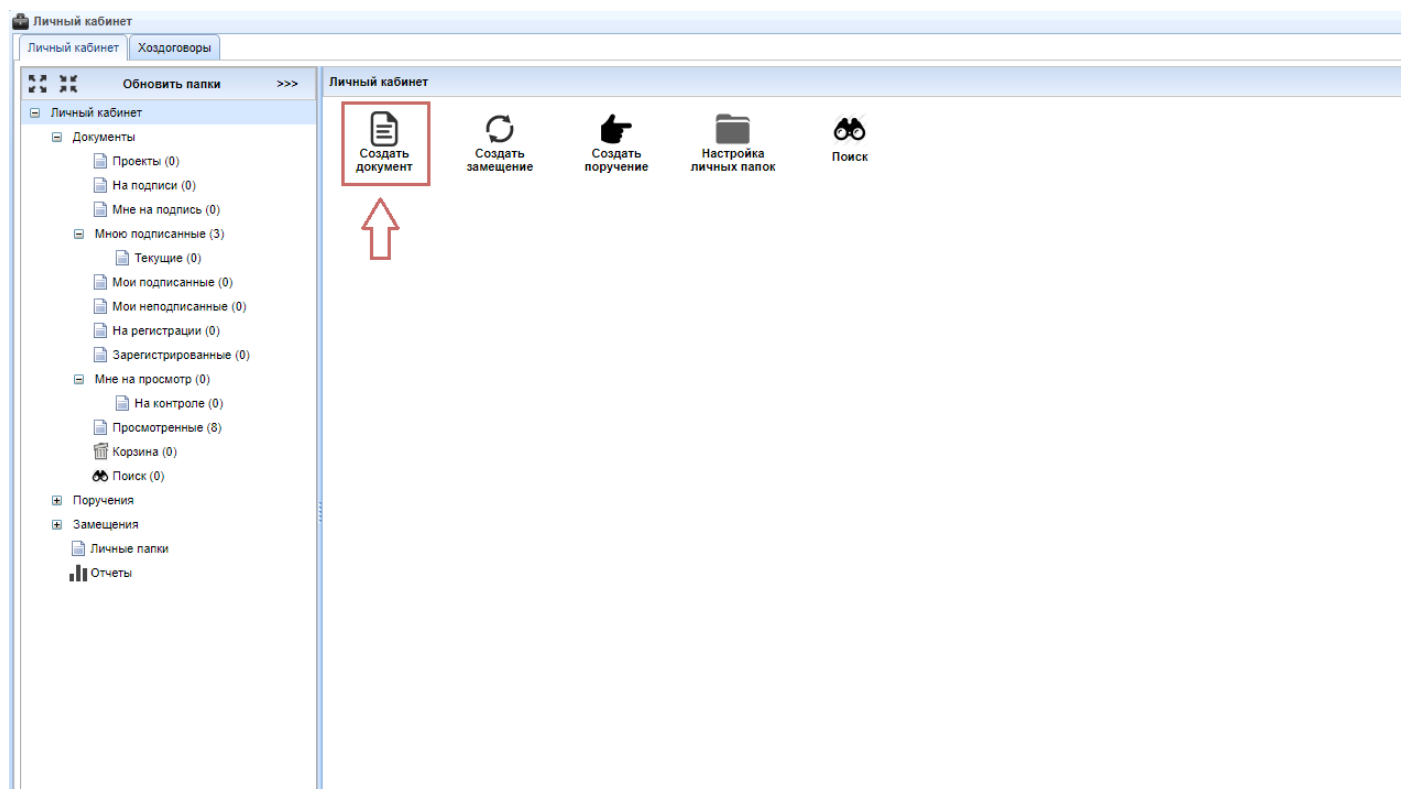 Личный кабинет
Личный кабинет
Хоздоговоры
Обновить папки >>>
Личный кабинет
Документы
Проекты (0)
На подписи (0)
Мне на подпись (0)
Мною подписанные (3)
Текущие (0)
Мои подписанные (0)
Мои неподписанные (0)
На регистрации (0)
Зарегистрированные (0)
Мне на просмотр (0)
На контроле (0)
Просмотренные (8)
Корзина (0)
Поиск (0)
Поручения
Замещения
Личные папки
Отчеты
Личный кабинет
Создать
документ
Создать
замещение
Создать
поручение
Настройка
личных папок
Поиск